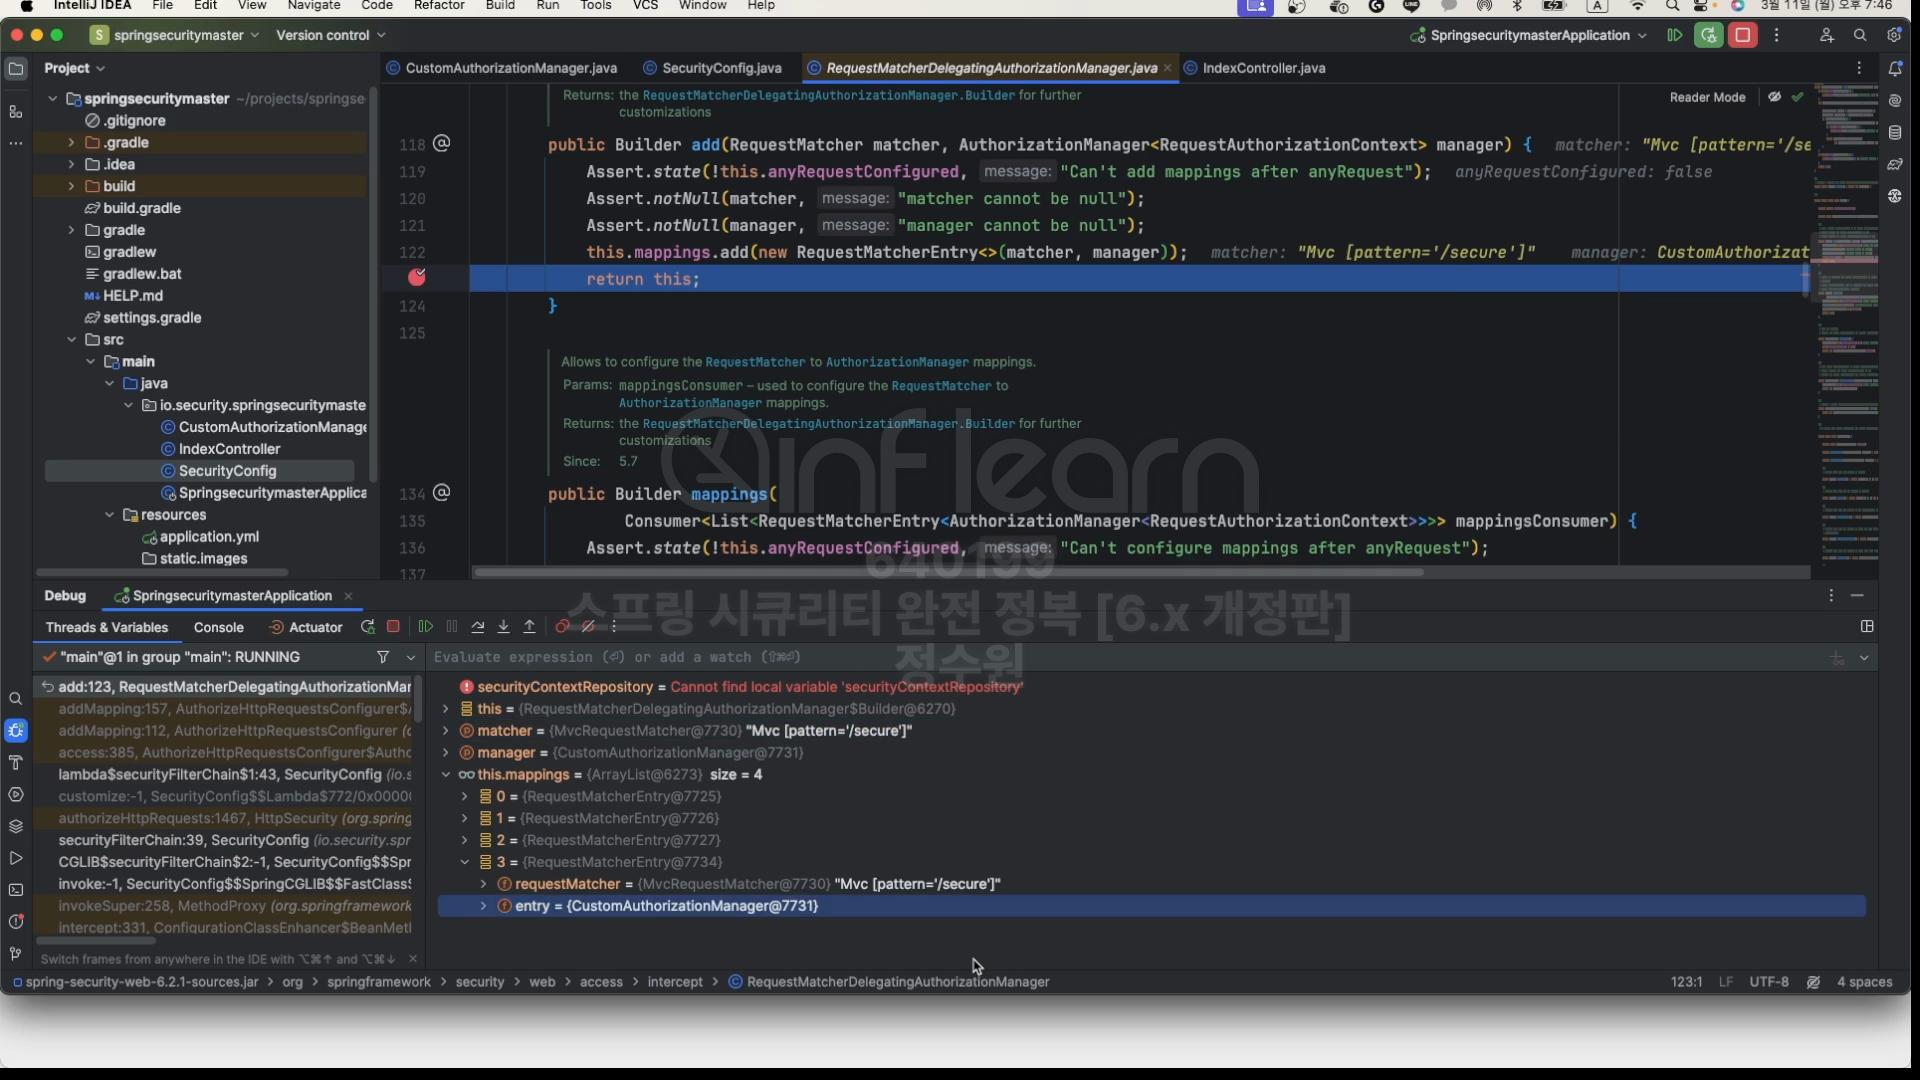 IntelliJ IDEA File Edit View Navigate Code Refactor Build Run Tools VCS Window Help 3월 11일 (월) 오후 7:46
S springsecuritymaster Version control SpringsecuritymasterApplication
Project
CustomAuthorizationManager.java SecurityConfig.java RequestMatcherDelegatingAuthorizationManager.java IndexController.java
springsecuritymaster ~/projects/springse
.gitignore
.gradle
.idea
build
build.gradle
gradle
gradlew
gradlew.bat
HELP.md
settings.gradle
src
main
java
io.security.springsecuritymaste
CustomAuthorizationManage
IndexController
SecurityConfig
SpringsecuritymasterApplica
resources
application.yml
static.images
Reader Mode
Returns: the RequestMatcherDelegatingAuthorizationManager.Builder for further
customizations
118 public Builder add(RequestMatcher matcher, AuthorizationManager<RequestAuthorizationContext> manager) { matcher: "Mvc [pattern='/se
119 Assert.state(!this.anyRequestConfigured, message: "Can't add mappings after anyRequest"); anyRequestConfigured: false
120 Assert.notNull(matcher, message: "matcher cannot be null");
121 Assert.notNull(manager, message: "manager cannot be null");
122 this.mappings.add(new RequestMatcherEntry<>(matcher, manager)); matcher: "Mvc [pattern='/secure']" manager: CustomAuthorizat
return this;
124 }
125
Allows to configure the RequestMatcher to AuthorizationManager mappings.
Params: mappingsConsumer – used to configure the RequestMatcher to
AuthorizationManager mappings.
Returns: the RequestMatcherDelegatingAuthorizationManager.Builder for further
customizations
Since: 5.7
134 public Builder mappings(
135 Consumer<List<RequestMatcherEntry<AuthorizationManager<RequestAuthorizationContext>>>> mappingsConsumer) {
136 Assert.state(!this.anyRequestConfigured, message: "Can't configure mappings after anyRequest");
137
inflearn
640199
스프링 시큐리티 완전 정복 [6.x 개정판]
정수원
Debug SpringsecuritymasterApplication
Threads & Variables Console Actuator
"main"@1 in group "main": RUNNING
Evaluate expression (⏎) or add a watch (⇧⌘⏎)
add:123, RequestMatcherDelegatingAuthorizationMar
addMapping:157, AuthorizeHttpRequestsConfigurer$A
addMapping:112, AuthorizeHttpRequestsConfigurer (o
access:385, AuthorizeHttpRequestsConfigurer$Autho
lambda$securityFilterChain$1:43, SecurityConfig (io.s
customize:-1, SecurityConfig$$Lambda$772/0x0000
authorizeHttpRequests:1467, HttpSecurity (org.spring
securityFilterChain:39, SecurityConfig (io.security.spr
CGLIB$securityFilterChain$2:-1, SecurityConfig$$Spr
invoke:-1, SecurityConfig$$SpringCGLIB$$FastClass$
invokeSuper:258, MethodProxy (org.springframework
intercept:331, ConfigurationClassEnhancer$BeanMetl
Switch frames from anywhere in the IDE with ⌥⌘↑ and ⌥⌘↓
securityContextRepository = Cannot find local variable 'securityContextRepository'
this = {RequestMatcherDelegatingAuthorizationManager$Builder@6270}
matcher = {MvcRequestMatcher@7730} "Mvc [pattern='/secure']"
manager = {CustomAuthorizationManager@7731}
this.mappings = {ArrayList@6273} size = 4
0 = {RequestMatcherEntry@7725}
1 = {RequestMatcherEntry@7726}
2 = {RequestMatcherEntry@7727}
3 = {RequestMatcherEntry@7734}
requestMatcher = {MvcRequestMatcher@7730} "Mvc [pattern='/secure']"
entry = {CustomAuthorizationManager@7731}
spring-security-web-6.2.1-sources.jar > org > springframework > security > web > access > intercept > RequestMatcherDelegatingAuthorizationManager 123:1 LF UTF-8 4 spaces